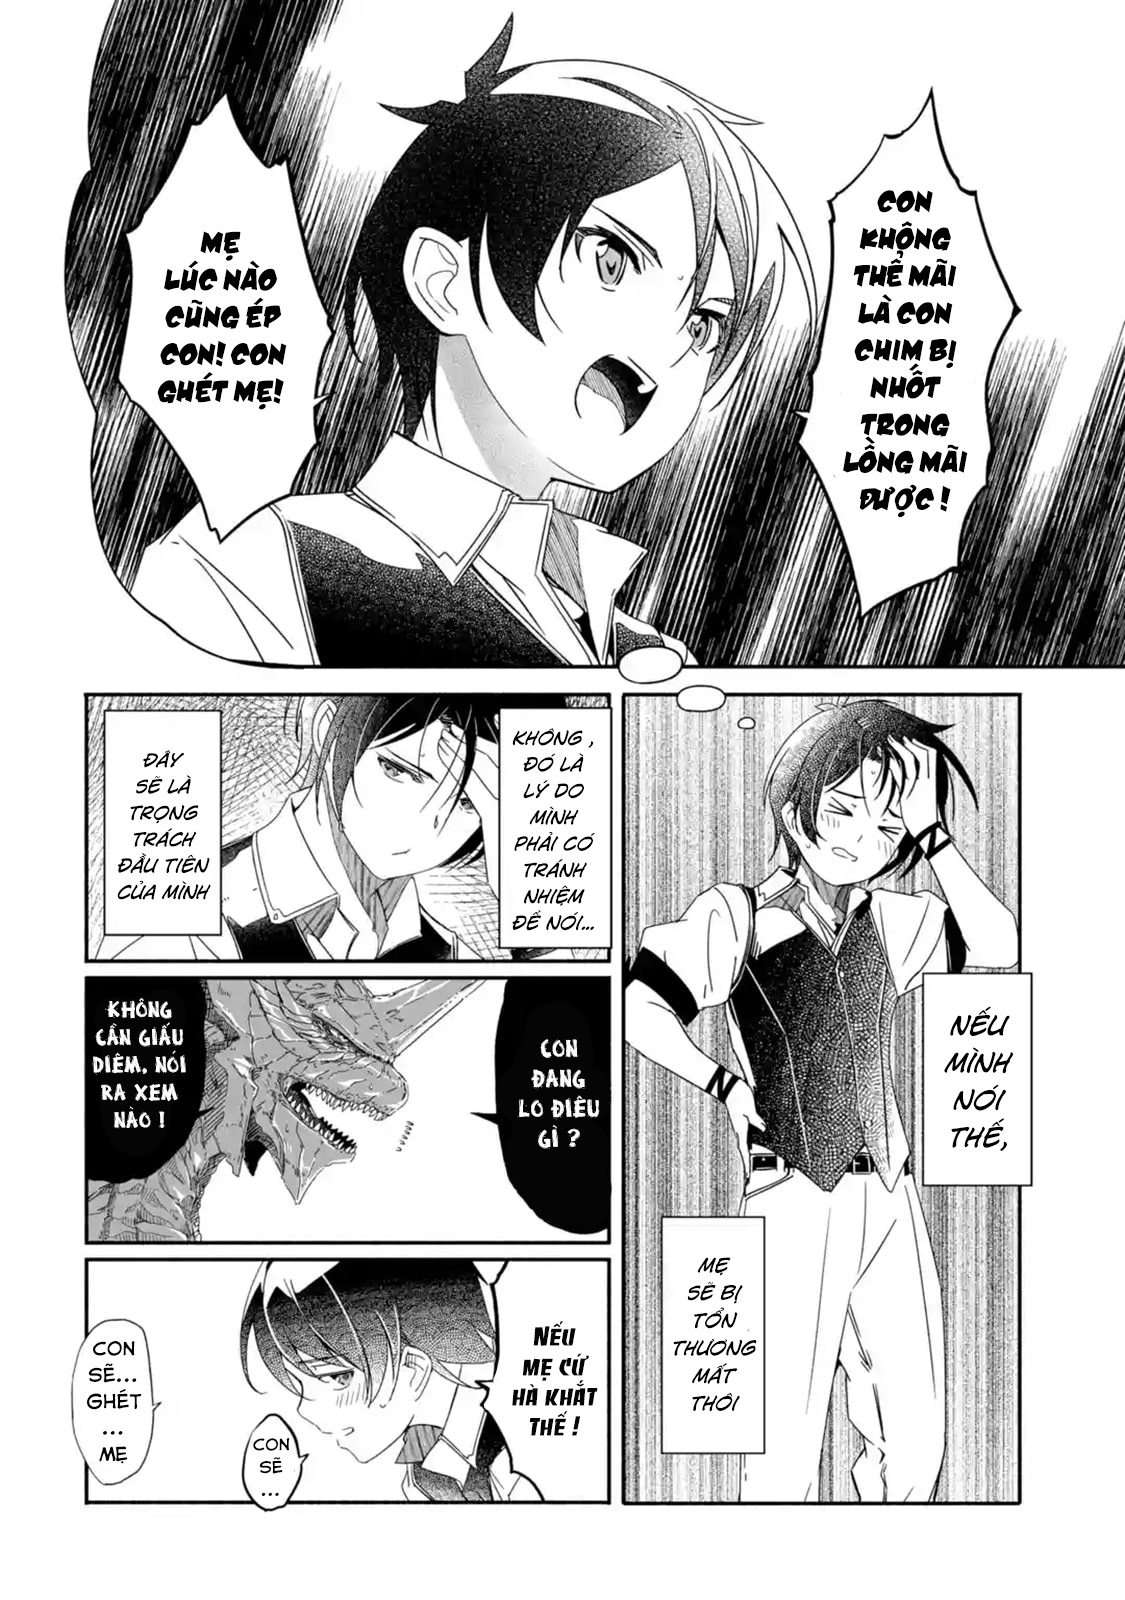 CON
KHÔNG
THỂ MÃI
LÀ CON
CHIM BỊ
NHỐT
TRONG
LỒNG MÃI
ĐƯỢC !
MẸ
LÚC NÀO
CŨNG ÉP
CON! CON
GHÉT MẸ!
NẾU
MÌNH
NÓI
THẾ,
MẸ
SẼ BỊ
TỔN
THƯƠNG
MẤT
THÔI
KHÔNG ,
ĐÓ LÀ
LÝ DO
MÌNH
PHẢI CÓ
TRÁNH
NHIỆM
ĐỂ NÓI...
ĐÂY
SẼ LÀ
TRỌNG
TRÁCH
ĐẦU TIÊN
CỦA MÌNH
CON
ĐANG
LO ĐIỀU
GÌ ?
KHÔNG
CẦN GIẤU
DIÊM, NÓI
RA XEM
NÀO !
NẾU
MẸ CỨ
HÀ KHẮT
THẾ !
CON
SẼ
...
CON
SẼ...
GHÉT
...
MẸ